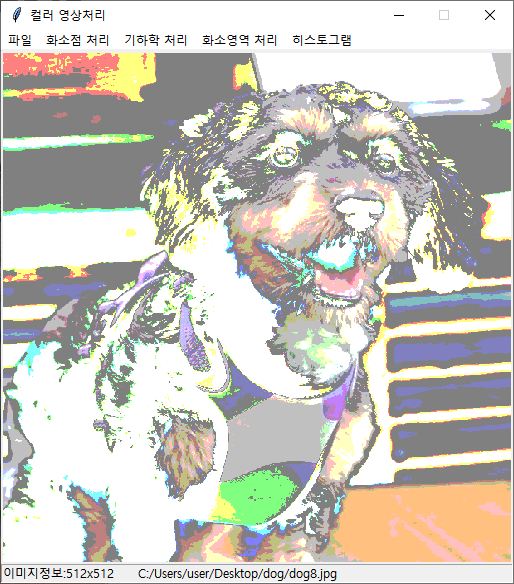 컬러 영상처리
파일 화소점 처리 기하학 처리 화소영역 처리 히스토그램
이미지정보:512x512 C:/Users/user/Desktop/dog/dog8.jpg